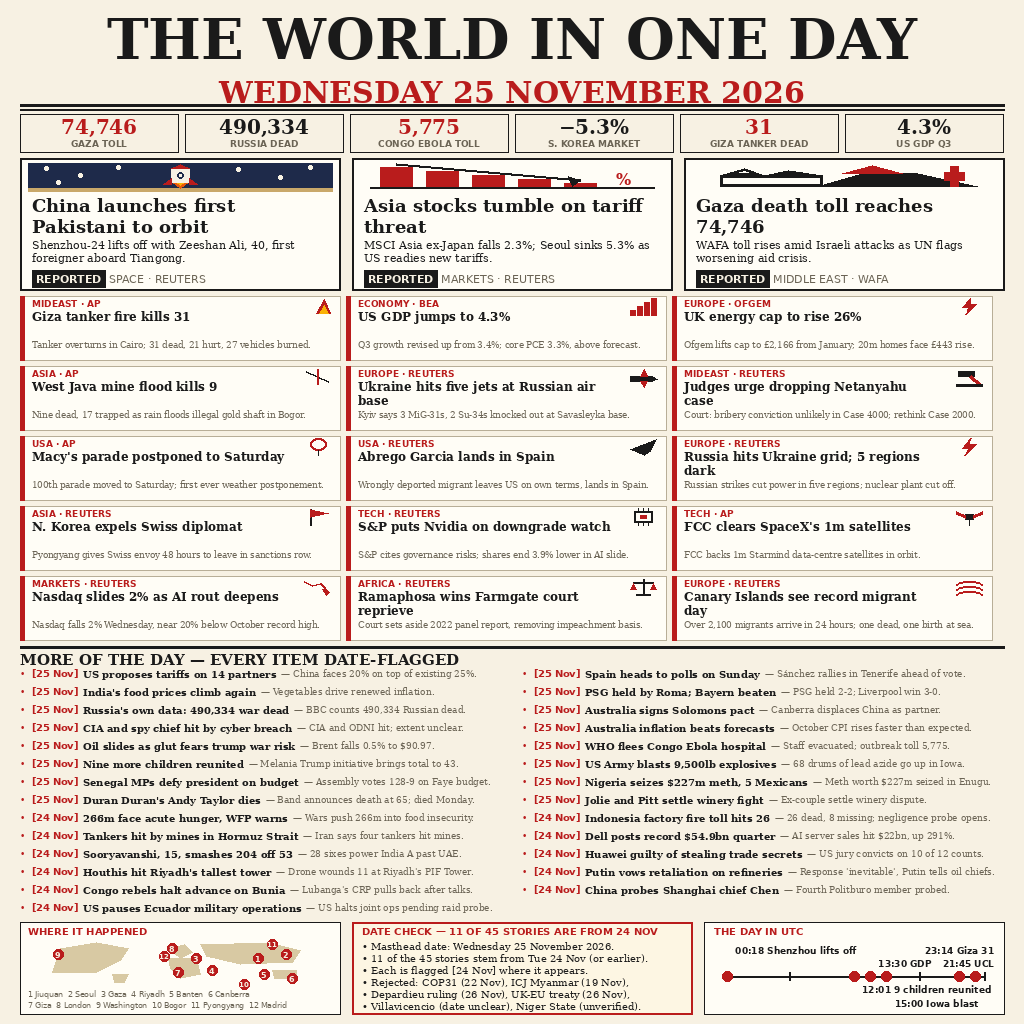 THE WORLD IN ONE DAY
WEDNESDAY 25 NOVEMBER 2026
74,746
GAZA TOLL
490,334
RUSSIA DEAD
5,775
CONGO EBOLA TOLL
−5.3%
S. KOREA MARKET
31
GIZA TANKER DEAD
4.3%
US GDP Q3
China launches first
Pakistani to orbit
Shenzhou-24 lifts off with Zeeshan Ali, 40, first
foreigner aboard Tiangong.
REPORTED SPACE · REUTERS
%
Asia stocks tumble on tariff
threat
MSCI Asia ex-Japan falls 2.3%; Seoul sinks 5.3% as
US readies new tariffs.
REPORTED MARKETS · REUTERS
Gaza death toll reaches
74,746
WAFA toll rises amid Israeli attacks as UN flags
worsening aid crisis.
REPORTED MIDDLE EAST · WAFA
MIDEAST · AP
Giza tanker fire kills 31
Tanker overturns in Cairo; 31 dead, 21 hurt, 27 vehicles burned.
ECONOMY · BEA
US GDP jumps to 4.3%
Q3 growth revised up from 3.4%; core PCE 3.3%, above forecast.
EUROPE · OFGEM
UK energy cap to rise 26%
Ofgem lifts cap to £2,166 from January; 20m homes face £443 rise.
ASIA · AP
West Java mine flood kills 9
Nine dead, 17 trapped as rain floods illegal gold shaft in Bogor.
EUROPE · REUTERS
Ukraine hits five jets at Russian air
base
Kyiv says 3 MiG-31s, 2 Su-34s knocked out at Savasleyka base.
MIDEAST · REUTERS
Judges urge dropping Netanyahu
case
Court: bribery conviction unlikely in Case 4000; rethink Case 2000.
USA · AP
Macy's parade postponed to Saturday
100th parade moved to Saturday; first ever weather postponement.
USA · REUTERS
Abrego Garcia lands in Spain
Wrongly deported migrant leaves US on own terms, lands in Spain.
EUROPE · REUTERS
Russia hits Ukraine grid; 5 regions
dark
Russian strikes cut power in five regions; nuclear plant cut off.
ASIA · REUTERS
N. Korea expels Swiss diplomat
Pyongyang gives Swiss envoy 48 hours to leave in sanctions row.
TECH · REUTERS
S&P puts Nvidia on downgrade watch
S&P cites governance risks; shares end 3.9% lower in AI slide.
TECH · AP
FCC clears SpaceX's 1m satellites
FCC backs 1m Starmind data-centre satellites in orbit.
MARKETS · REUTERS
Nasdaq slides 2% as AI rout deepens
Nasdaq falls 2% Wednesday, near 20% below October record high.
AFRICA · REUTERS
Ramaphosa wins Farmgate court
reprieve
Court sets aside 2022 panel report, removing impeachment basis.
EUROPE · REUTERS
Canary Islands see record migrant
day
Over 2,100 migrants arrive in 24 hours; one dead, one birth at sea.
MORE OF THE DAY — EVERY ITEM DATE-FLAGGED
• [25 Nov] US proposes tariffs on 14 partners — China faces 20% on top of existing 25%.
• [25 Nov] India's food prices climb again — Vegetables drive renewed inflation.
• [25 Nov] Russia's own data: 490,334 war dead — BBC counts 490,334 Russian dead.
• [25 Nov] CIA and spy chief hit by cyber breach — CIA and ODNI hit; extent unclear.
• [25 Nov] Oil slides as glut fears trump war risk — Brent falls 0.5% to $90.97.
• [25 Nov] Nine more children reunited — Melania Trump initiative brings total to 43.
• [25 Nov] Senegal MPs defy president on budget — Assembly votes 128-9 on Faye budget.
• [25 Nov] Duran Duran's Andy Taylor dies — Band announces death at 65; died Monday.
• [24 Nov] 266m face acute hunger, WFP warns — Wars push 266m into food insecurity.
• [24 Nov] Tankers hit by mines in Hormuz Strait — Iran says four tankers hit mines.
• [24 Nov] Sooryavanshi, 15, smashes 204 off 53 — 28 sixes power India A past UAE.
• [24 Nov] Houthis hit Riyadh's tallest tower — Drone wounds 11 at Riyadh's PIF Tower.
• [24 Nov] Congo rebels halt advance on Bunia — Lubanga's CRP pulls back after talks.
• [24 Nov] US pauses Ecuador military operations — US halts joint ops pending raid probe.
• [25 Nov] Spain heads to polls on Sunday — Sánchez rallies in Tenerife ahead of vote.
• [25 Nov] PSG held by Roma; Bayern beaten — PSG held 2-2; Liverpool win 3-0.
• [25 Nov] Australia signs Solomons pact — Canberra displaces China as partner.
• [25 Nov] Australia inflation beats forecasts — October CPI rises faster than expected.
• [25 Nov] WHO flees Congo Ebola hospital — Staff evacuated; outbreak toll 5,775.
• [25 Nov] US Army blasts 9,500lb explosives — 68 drums of lead azide go up in Iowa.
• [25 Nov] Nigeria seizes $227m meth, 5 Mexicans — Meth worth $227m seized in Enugu.
• [25 Nov] Jolie and Pitt settle winery fight — Ex-couple settle winery dispute.
• [24 Nov] Indonesia factory fire toll hits 26 — 26 dead, 8 missing; negligence probe opens.
• [24 Nov] Dell posts record $54.9bn quarter — AI server sales hit $22bn, up 291%.
• [24 Nov] Huawei guilty of stealing trade secrets — US jury convicts on 10 of 12 counts.
• [24 Nov] Putin vows retaliation on refineries — Response 'inevitable', Putin tells oil chiefs.
• [24 Nov] China probes Shanghai chief Chen — Fourth Politburo member probed.
WHERE IT HAPPENED
9
8
12
3
7
4
1
11
2
5
10
6
1 Jiuquan 2 Seoul 3 Gaza 4 Riyadh 5 Banten 6 Canberra
7 Giza 8 London 9 Washington 10 Bogor 11 Pyongyang 12 Madrid
DATE CHECK — 11 OF 45 STORIES ARE FROM 24 NOV
• Masthead date: Wednesday 25 November 2026.
• 11 of the 45 stories stem from Tue 24 Nov (or earlier).
• Each is flagged [24 Nov] where it appears.
• Rejected: COP31 (22 Nov), ICJ Myanmar (19 Nov),
• Depardieu ruling (26 Nov), UK-EU treaty (26 Nov),
• Villavicencio (date unclear), Niger State (unverified).
THE DAY IN UTC
00:18 Shenzhou lifts off
23:14 Giza 31
13:30 GDP
21:45 UCL
12:01 9 children reunited
15:00 Iowa blast